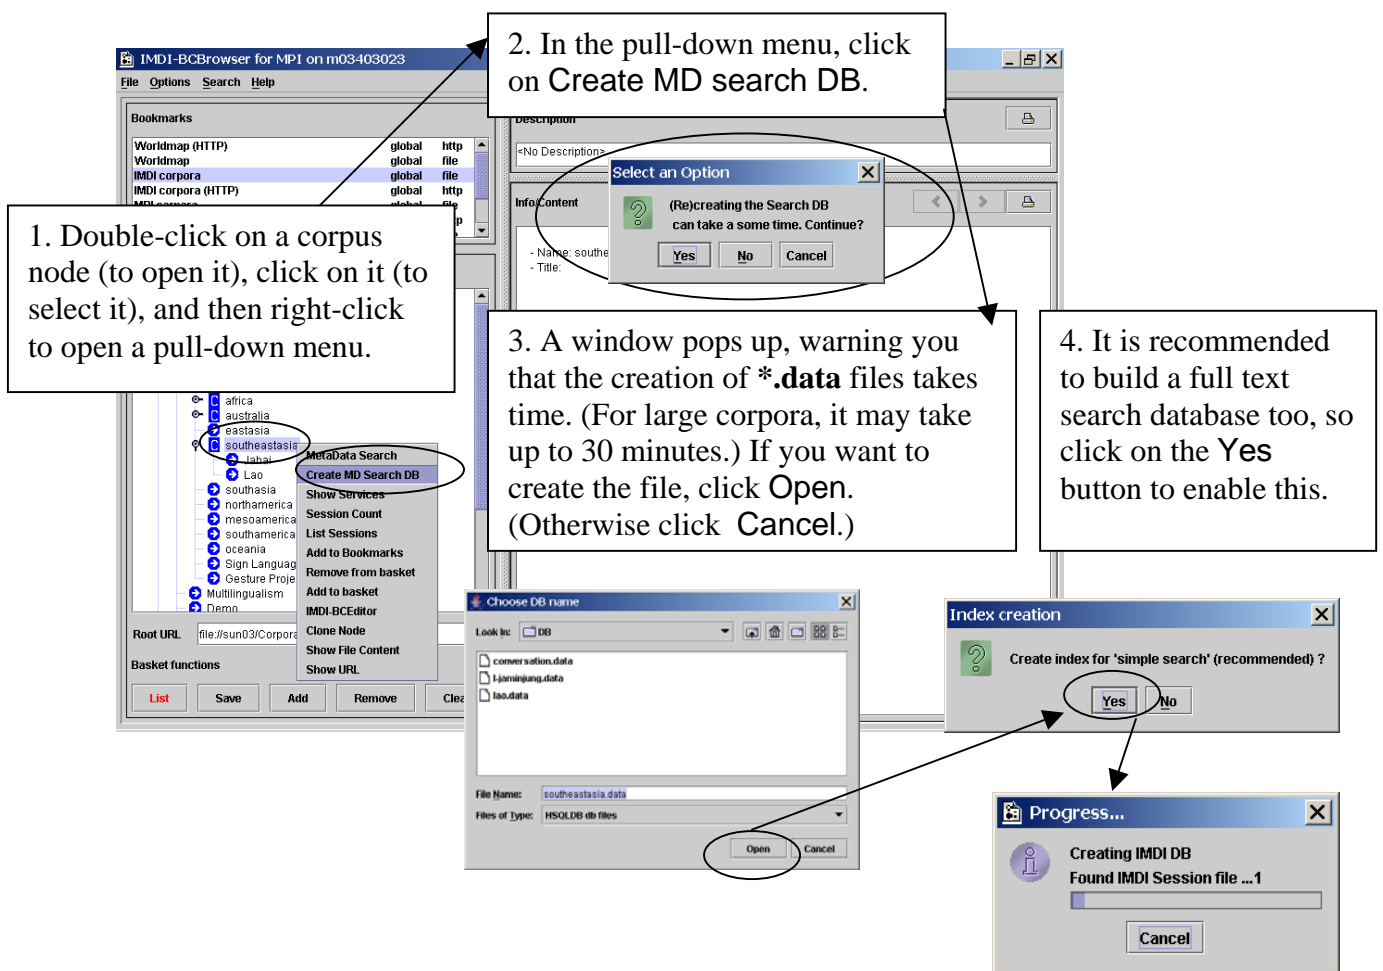 2. In the pull-down menu, click
on Create MD search DB.
IMDI-BCBrowser for MPI on m03403023
File Options Search Help
Bookmarks
Worldmap (HTTP) global http
Worldmap global file
IMDI corpora global file
IMDI corpora (HTTP) global http
Description
<No Description>
Select an Option
(Re)creating the Search DB
can take a some time. Continue?
Yes No Cancel
Info/Content
- Name: southe
- Title:
1. Double-click on a corpus
node (to open it), click on it (to
select it), and then right-click
to open a pull-down menu.
3. A window pops up, warning you
that the creation of *.data files takes
time. (For large corpora, it may take
up to 30 minutes.) If you want to
create the file, click Open.
(Otherwise click Cancel.)
4. It is recommended
to build a full text
search database too, so
click on the Yes
button to enable this.
africa
australia
eastasia
southeastasia
Jahai
Lao
southasia
northamerica
mesoamerica
southamerica
oceania
Sign Languag
Gesture Proje
Multilingualism
Demo
MetaData Search
Create MD Search DB
Show Services
Session Count
List Sessions
Add to Bookmarks
Remove from basket
Add to basket
IMDI-BCEditor
Clone Node
Show File Content
Show URL
Root URL file://sun03/Corpora
Basket functions
List Save Add Remove Clea
Choose DB name
Look In: DB
conversation.data
l-jaminjung.data
lao.data
File Name: southeastasia.data
Files of Type: HSQLDB db files
Open Cancel
Index creation
Create index for 'simple search' (recommended) ?
Yes No
Progress...
Creating IMDI DB
Found IMDI Session file ...1
Cancel